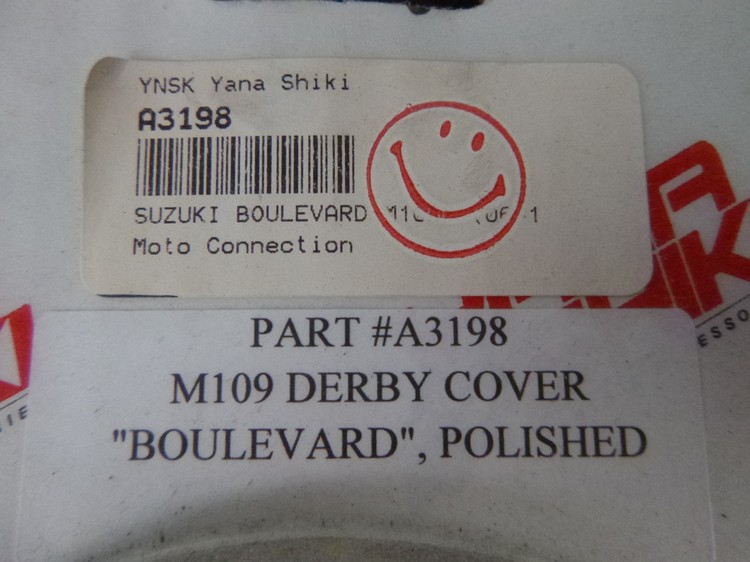 YNSK Yana Shiki
A3198
SUZUKI BOULEVARD
Moto Connection
PART #A3198
M109 DERBY COVER
"BOULEVARD", POLISHED